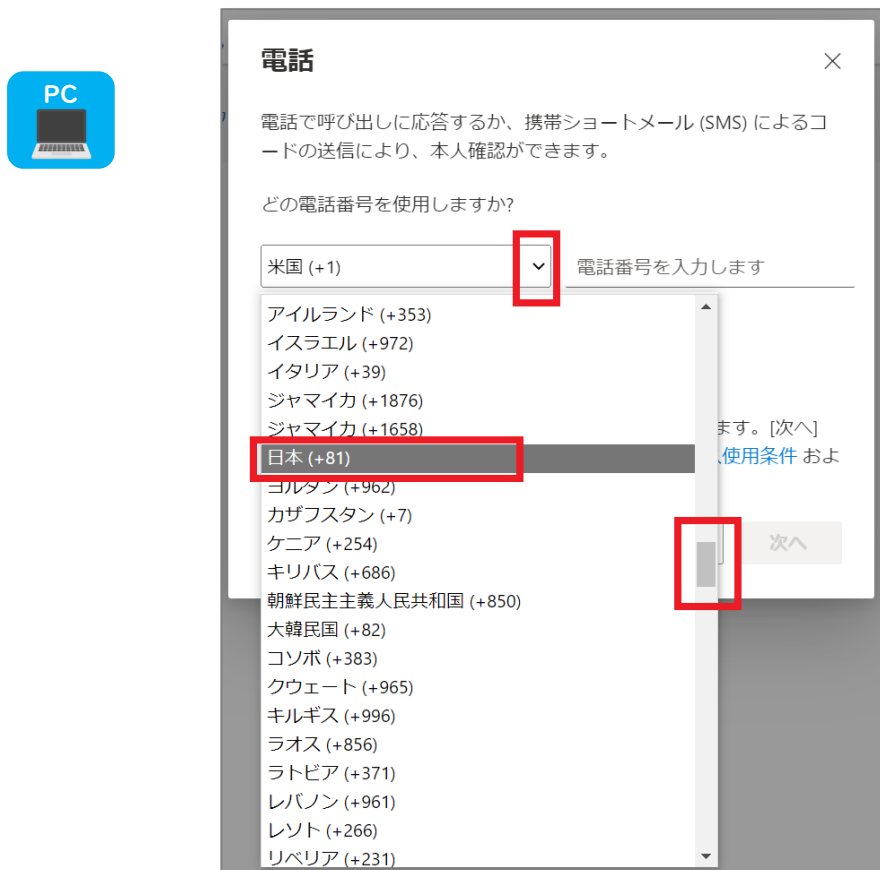 PC
電話
電話で呼び出しに応答するか、携帯ショートメール (SMS) によるコ
ードの送信により、本人確認ができます。
どの電話番号を使用しますか?
米国 (+1)
電話番号を入力します
アイルランド (+353)
イスラエル (+972)
イタリア (+39)
ジャマイカ (+1876)
ジャマイカ (+1658)
ます。[次へ]
日本 (+81)
使用条件 およ
ヨルダン (+962)
カザフスタン (+7)
ケニア (+254)
次へ
キリバス (+686)
朝鮮民主主義人民共和国 (+850)
大韓民国 (+82)
コソボ (+383)
クウェート (+965)
キルギス (+996)
ラオス (+856)
ラトビア (+371)
レバノン (+961)
レソト (+266)
リベリア (+231)